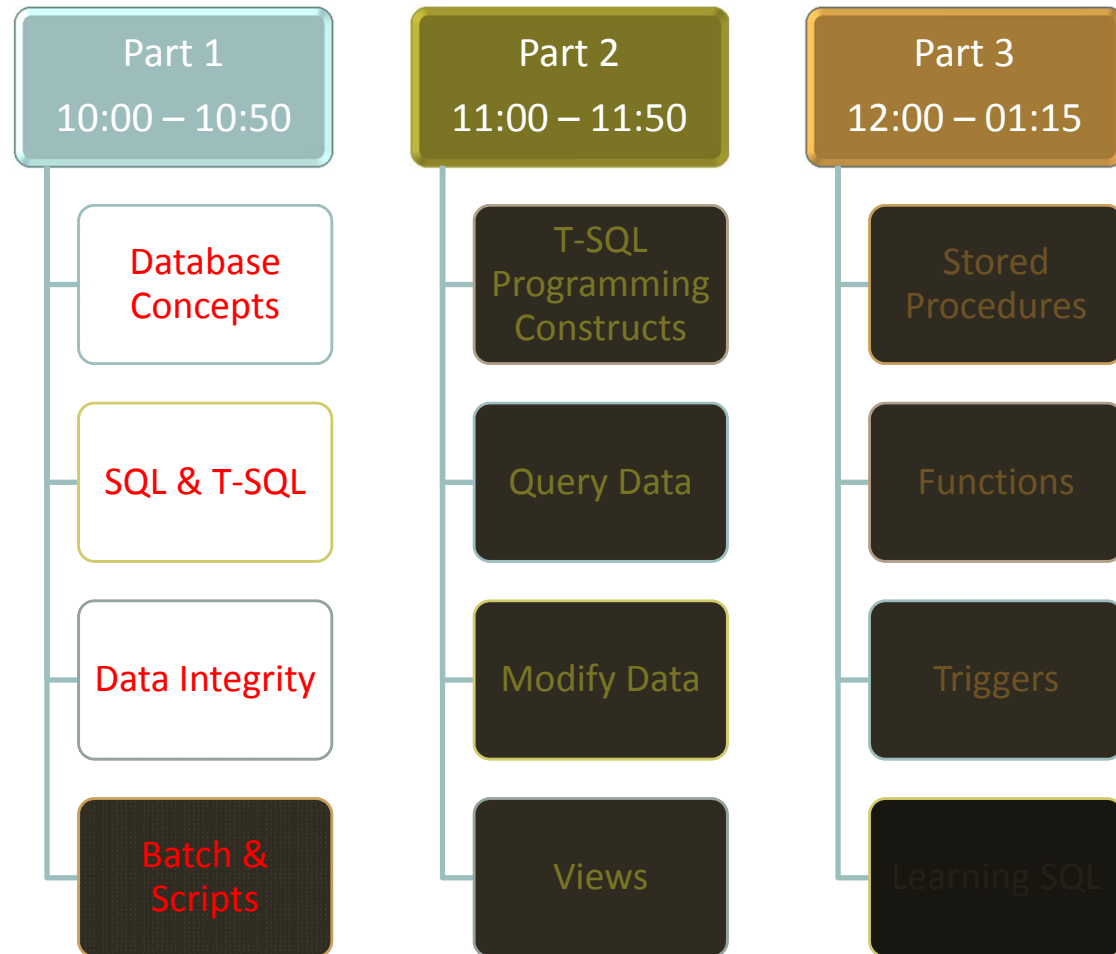 Part 1
10:00 – 10:50
Database
Concepts
SQL & T-SQL
Data Integrity
Batch &
Scripts
Part 2
11:00 – 11:50
T-SQL
Programming
Constructs
Query Data
Modify Data
Views
Part 3
12:00 – 01:15
Stored
Procedures
Functions
Triggers
Learning SQL